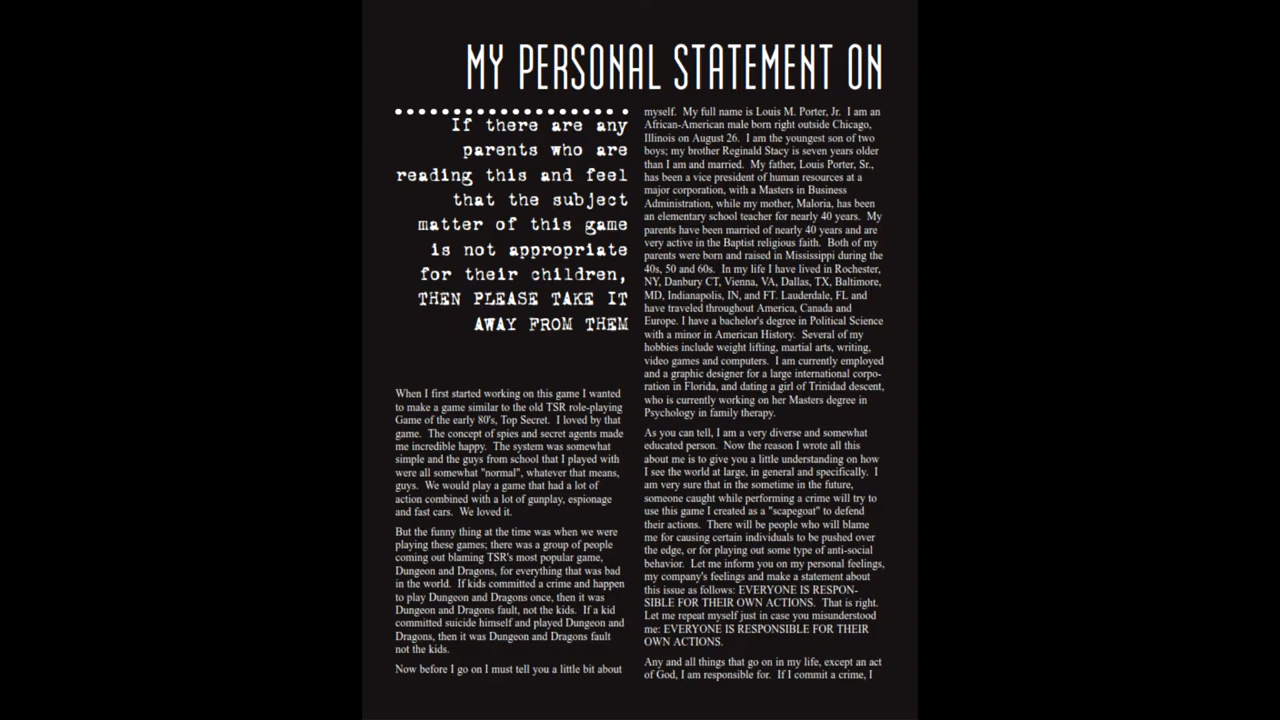 MY PERSONAL STATEMENT ON
If there are any
parents who are
reading this and feel
that the subject
matter of this game
is not appropriate
for their children,
THEN PLEASE TAKE IT
AWAY FROM THEM
When I first started working on this game I wanted
to make a game similar to the old TSR role-playing
Game of the early 80's, Top Secret.  I loved by that
game.  The concept of spies and secret agents made
me incredible happy.  The system was somewhat
simple and the guys from school that I played with
were all somewhat "normal", whatever that means,
guys.  We would play a game that had a lot of
action combined with a lot of gunplay, espionage
and fast cars.  We loved it.
But the funny thing at the time was when we were
playing these games; there was a group of people
coming out blaming TSR's most popular game,
Dungeon and Dragons, for everything that was bad
in the world.  If kids committed a crime and happen
to play Dungeon and Dragons once, then it was
Dungeon and Dragons fault, not the kids.  If a kid
committed suicide himself and played Dungeon and
Dragons, then it was Dungeon and Dragons fault
not the kids.
Now before I go on I must tell you a little bit about
myself.  My full name is Louis M. Porter, Jr.  I am an
African-American male born right outside Chicago,
Illinois on August 26.  I am the youngest son of two
boys; my brother Reginald Stacy is seven years older
than I am and married.  My father, Louis Porter, Sr.,
has been a vice president of human resources at a
major corporation, with a Masters in Business
Administration, while my mother, Maloria, has been
an elementary school teacher for nearly 40 years.  My
parents have been married of nearly 40 years and are
very active in the Baptist religious faith.  Both of my
parents were born and raised in Mississippi during the
40s, 50 and 60s.  In my life I have lived in Rochester,
NY, Danbury CT, Vienna, VA, Dallas, TX, Baltimore,
MD, Indianapolis, IN, and FT. Lauderdale, FL and
have traveled throughout America, Canada and
Europe. I have a bachelor's degree in Political Science
with a minor in American History.  Several of my
hobbies include weight lifting, martial arts, writing,
video games and computers.  I am currently employed
and a graphic designer for a large international corpo-
ration in Florida, and dating a girl of Trinidad descent,
who is currently working on her Masters degree in
Psychology in family therapy.
As you can tell, I am a very diverse and somewhat
educated person.  Now the reason I wrote all this
about me is to give you a little understanding on how
I see the world at large, in general and specifically.  I
am very sure that in the sometime in the future,
someone caught while performing a crime will try to
use this game I created as a "scapegoat" to defend
their actions.  There will be people who will blame
me for causing certain individuals to be pushed over
the edge, or for playing out some type of anti-social
behavior.  Let me inform you on my personal feelings,
my company's feelings and make a statement about
this issue as follows: EVERYONE IS RESPON-
SIBLE FOR THEIR OWN ACTIONS.  That is right.
Let me repeat myself just in case you misunderstood
me: EVERYONE IS RESPONSIBLE FOR THEIR
OWN ACTIONS.
Any and all things that go on in my life, except an act
of God, I am responsible for.  If I commit a crime, I